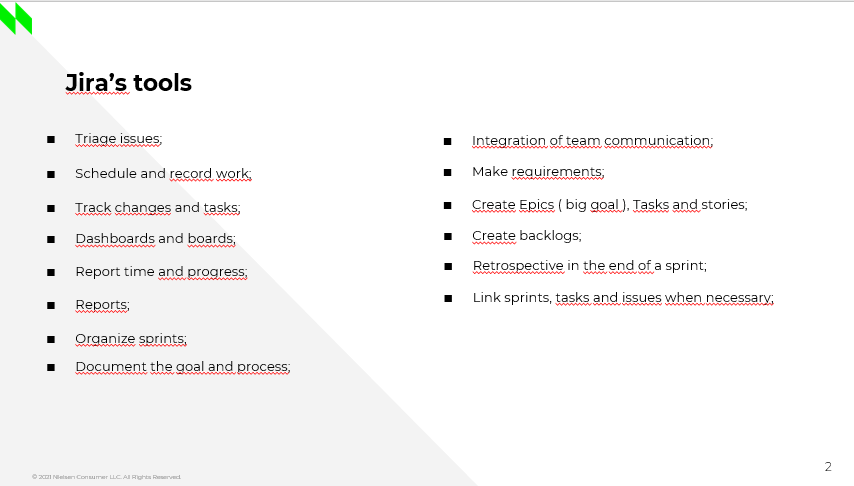 Jira's tools
■ Triage issues;
■ Schedule and record work;
■ Track changes and tasks;
■ Dashboards and boards;
■ Report time and progress;
■ Reports;
■ Organize sprints;
■ Document the goal and process;
■ Integration of team communication;
■ Make requirements;
■ Create Epics ( big goal ), Tasks and stories;
■ Create backlogs;
■ Retrospective in the end of a sprint;
■ Link sprints, tasks and issues when necessary;
© 2021 Nielsen Consumer LLC. All Rights Reserved.
2